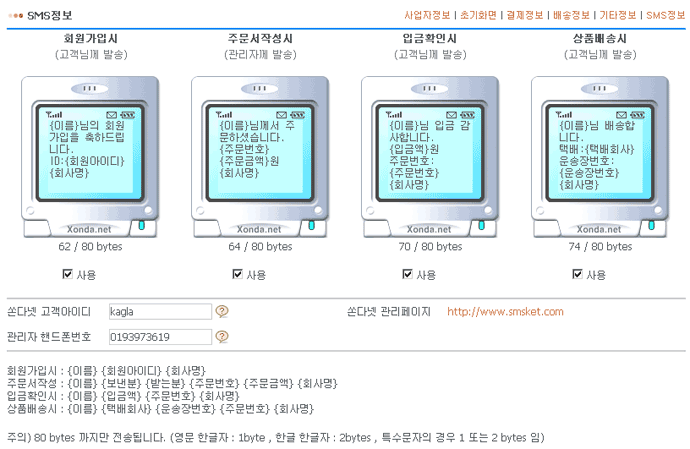 SMS정보
사업자정보 | 초기화면 | 결제정보 | 배송정보 | 기타정보 | SMS정보
회원가입시
(고객님께 발송)
{이름}님의 회원
가입을 축하드립
니다.
ID:{회원아이디}
{회사명}
Xonda.net
62 / 80 bytes
사용
주문서작성시
(관리자께 발송)
{이름}님께서 주
문하셨습니다.
{주문번호}
{주문금액}원
{회사명}
Xonda.net
64 / 80 bytes
사용
입금확인시
(고객님께 발송)
{이름}님 입금 감
사합니다.
{입금액}원
주문번호:
{주문번호}
{회사명}
Xonda.net
70 / 80 bytes
사용
상품배송시
(고객님께 발송)
{이름}님 배송합
니다.
택배:{택배회사}
운송장번호:
{운송장번호}
{회사명}
Xonda.net
74 / 80 bytes
사용
쏜다넷 고객아이디 kagla ?
쏜다넷 관리페이지 http://www.smsket.com
관리자 핸드폰번호 0193973619 ?
회원가입시 : {이름} {회원아이디} {회사명}
주문서작성 : {이름} {보낸분} {받는분} {주문번호} {주문금액} {회사명}
입금확인시 : {이름} {입금액} {주문번호} {회사명}
상품배송시 : {이름} {택배회사} {운송장번호} {주문번호} {회사명}
주의) 80 bytes 까지만 전송됩니다. (영문 한글자 : 1byte , 한글 한글자 : 2bytes , 특수문자의 경우 1 또는 2 bytes 임)